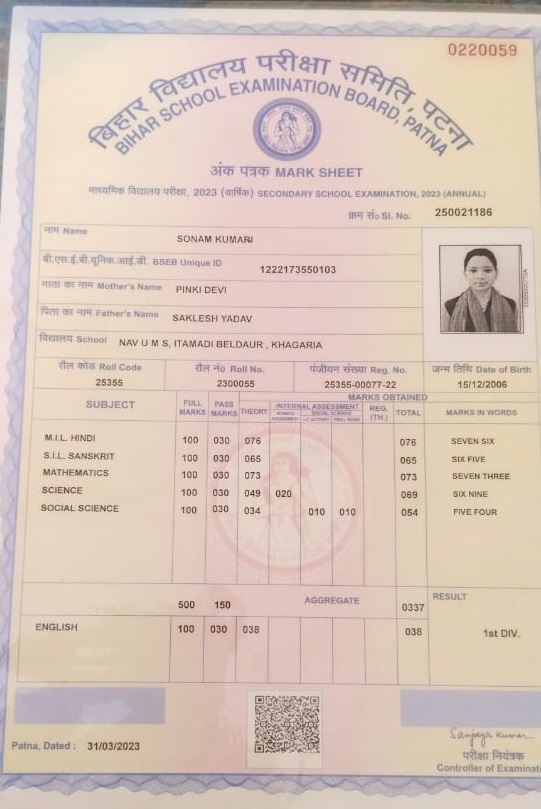 0220059
बिहार विद्यालय परीक्षा समिति, पटना
BIHAR SCHOOL EXAMINATION BOARD, PATNA
अंक पत्रक MARK SHEET
माध्यमिक विद्यालय परीक्षा, 2023 (वार्षिक) SECONDARY SCHOOL EXAMINATION, 2023 (ANNUAL)
क्रम सं० Sl. No. 250021186
नाम Name SONAM KUMARI
बी.एस.ई.बी.यूनिक.आई.डी. BSEB Unique ID 1222173550103
माता का नाम Mother's Name PINKI DEVI
पिता का नाम Father's Name SAKLESH YADAV
विद्यालय School NAV U M S, ITAMADI BELDAUR , KHAGARIA
रौल कोड Roll Code रौल नं० Roll No. पंजीयन संख्या Reg. No. जन्म तिथि Date of Birth
25355 2300055 25355-00077-22 15/12/2006
MARKS OBTAINED
SUBJECT FULL MARKS PASS MARKS THEORY INTERNAL ASSESSMENT REG. (TH.) TOTAL MARKS IN WORDS
M.I.L. HINDI 100 030 076 076 SEVEN SIX
S.I.L. SANSKRIT 100 030 065 065 SIX FIVE
MATHEMATICS 100 030 073 073 SEVEN THREE
SCIENCE 100 030 049 020 069 SIX NINE
SOCIAL SCIENCE 100 030 034 010 010 054 FIVE FOUR
500 150 AGGREGATE 0337 RESULT
ENGLISH 100 030 038 038 1st DIV.
Patna, Dated : 31/03/2023
Sanjay Kumar
परीक्षा नियंत्रक
Controller of Examinati